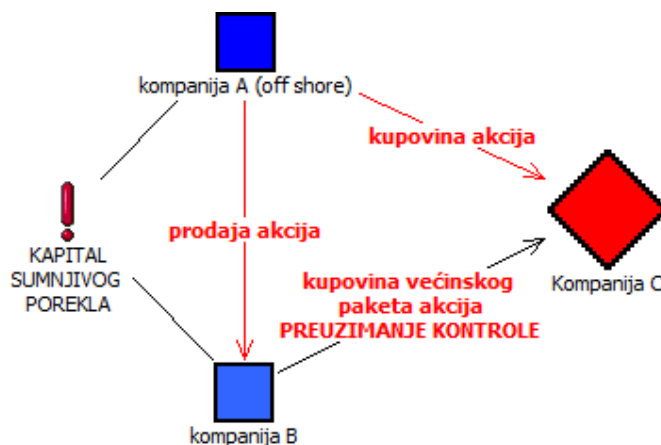 kompanija A (off shore)
kupovina akcija
prodaja akcija
KAPITAL
SUMNJIVOG
POREKLA
kupovina većinskog
paketa akcija
PREUZIMANJE KONTROLE
Kompanija C
kompanija B